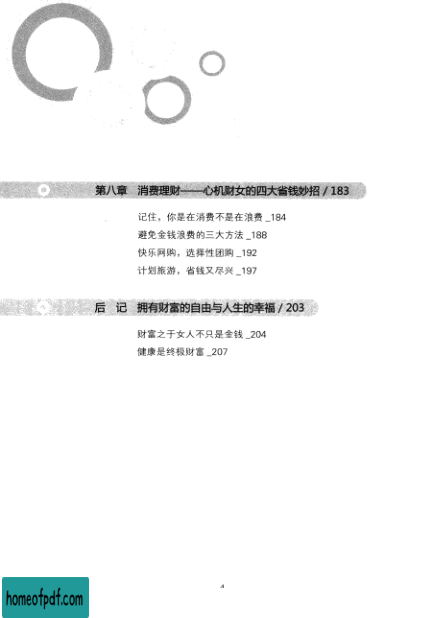 第八章 消费理财——心机财女的四大省钱妙招 / 183
记住，你是在消费不是在浪费 _184
避免金钱浪费的三大方法 _188
快乐网购，选择性团购 _192
计划旅游，省钱又尽兴 _197
后 记 拥有财富的自由与人生的幸福 / 203
财富之于女人不只是金钱 _204
健康是终极财富 _207
4
homeofpdf.com